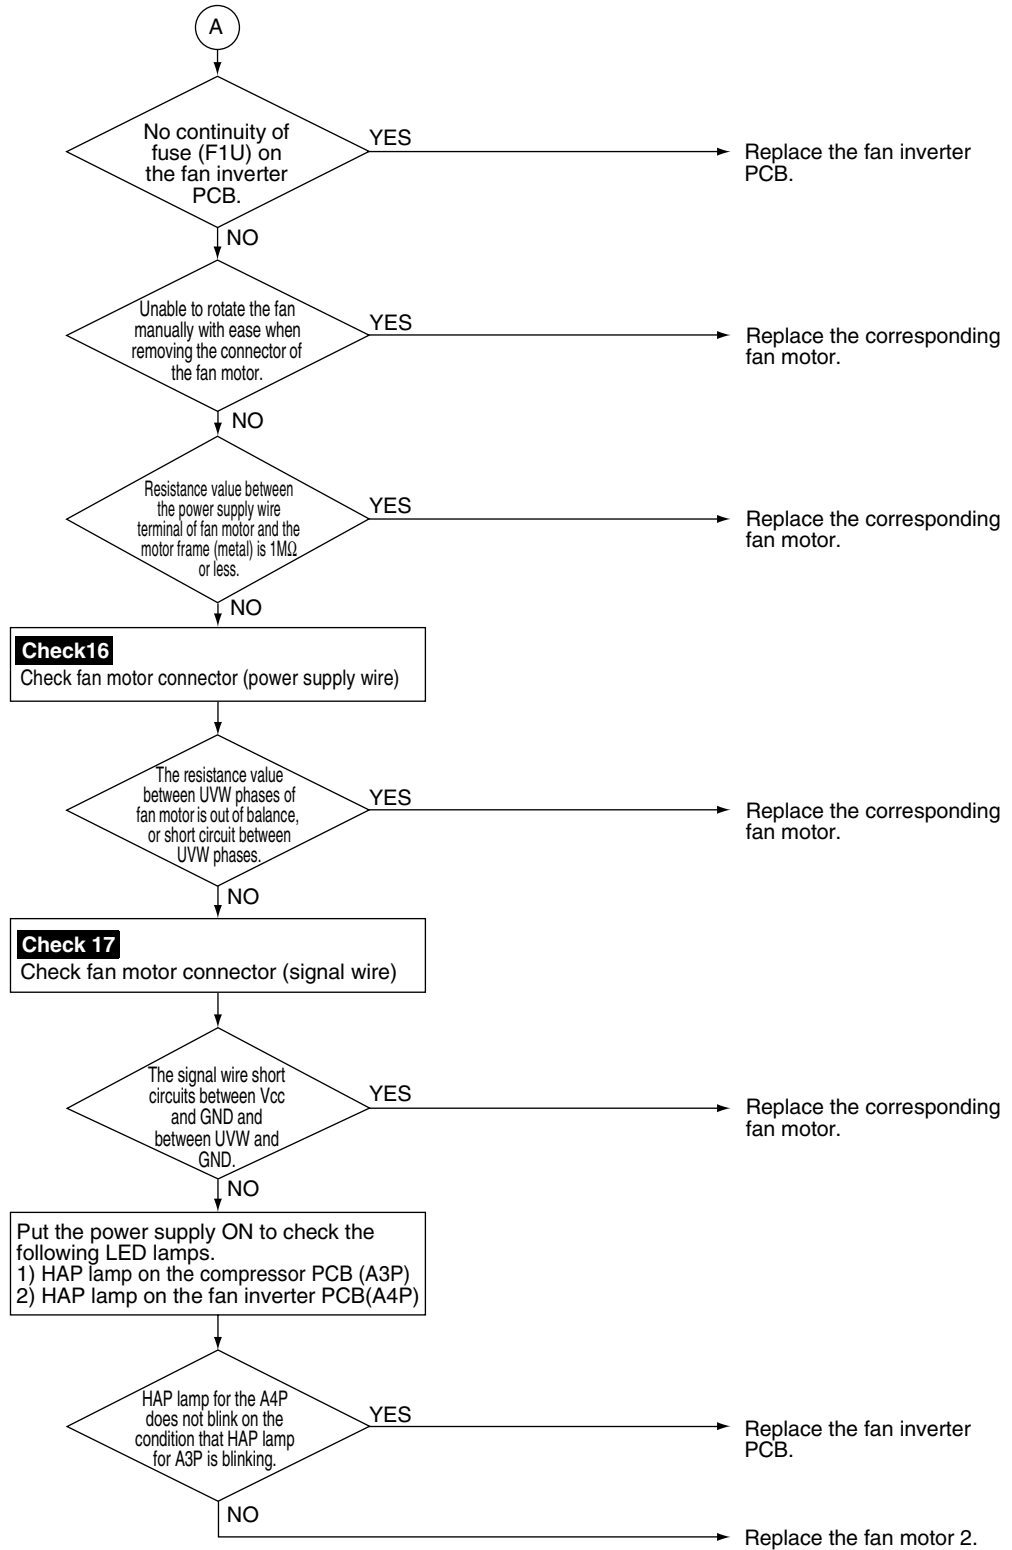 A
No continuity of
fuse (F1U) on
the fan inverter
PCB.
YES
Replace the fan inverter
PCB.
NO
Unable to rotate the fan
manually with ease when
removing the connector of
the fan motor.
YES
Replace the corresponding
fan motor.
NO
Resistance value between
the power supply wire
terminal of fan motor and the
motor frame (metal) is 1MΩ
or less.
YES
Replace the corresponding
fan motor.
NO
Check16
Check fan motor connector (power supply wire)
The resistance value
between UVW phases of
fan motor is out of balance,
or short circuit between
UVW phases.
YES
Replace the corresponding
fan motor.
NO
Check 17
Check fan motor connector (signal wire)
The signal wire short
circuits between Vcc
and GND and
between UVW and
GND.
YES
Replace the corresponding
fan motor.
NO
Put the power supply ON to check the
following LED lamps.
1) HAP lamp on the compressor PCB (A3P)
2) HAP lamp on the fan inverter PCB(A4P)
HAP lamp for the A4P
does not blink on the
condition that HAP lamp
for A3P is blinking.
YES
Replace the fan inverter
PCB.
NO
Replace the fan motor 2.